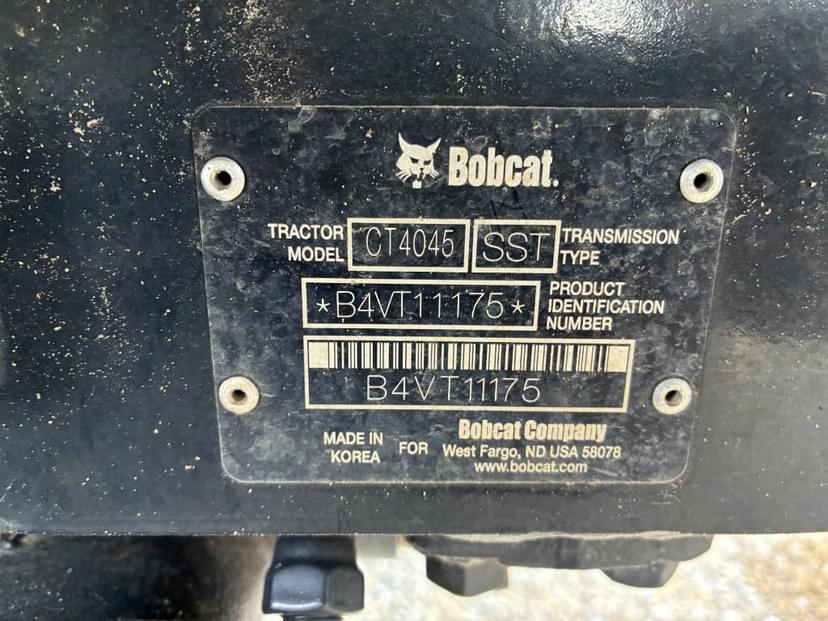 Bobcat.
TRACTOR MODEL CT4045 SST TRANSMISSION TYPE
*B4VT11175* PRODUCT IDENTIFICATION NUMBER
B4VT11175
MADE IN KOREA FOR Bobcat Company
West Fargo, ND USA 58078
www.bobcat.com